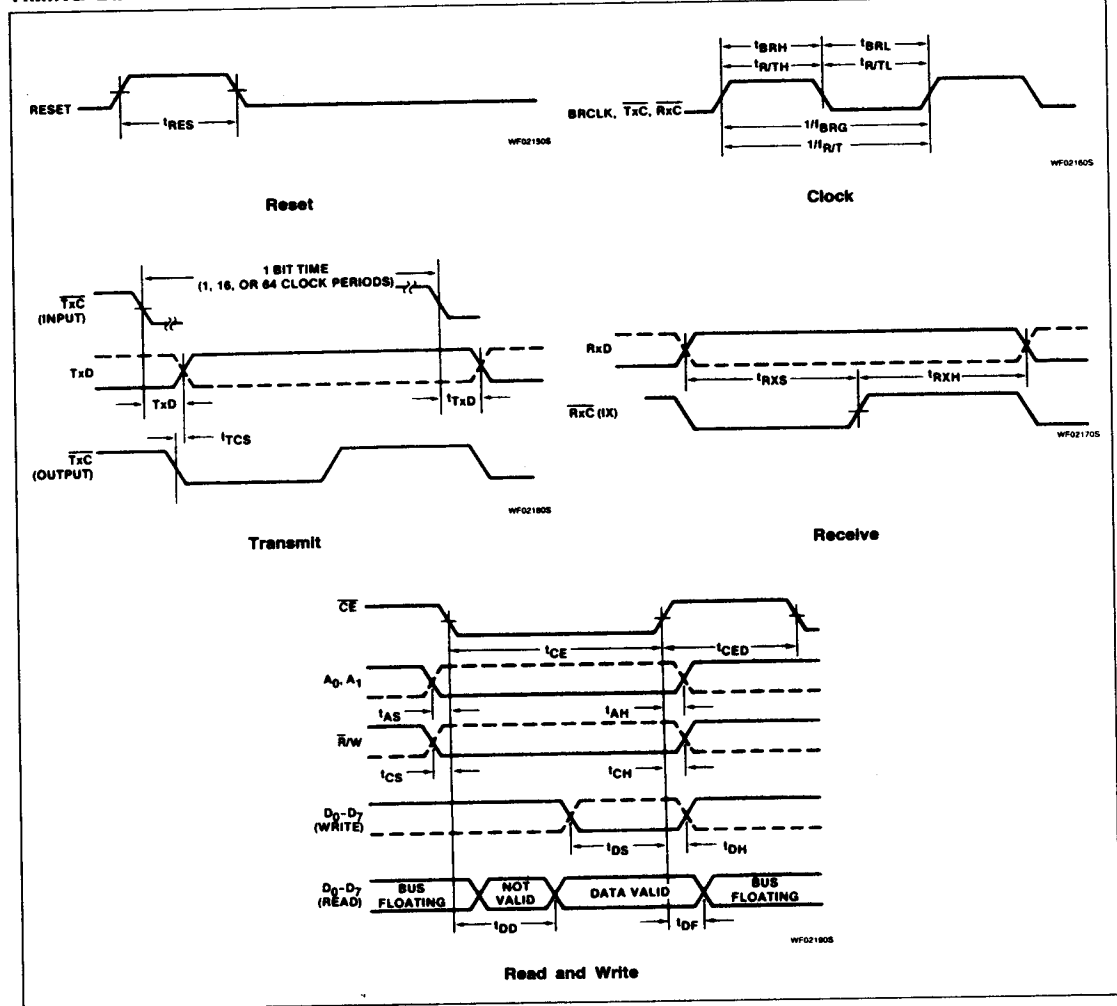 RESET
tRES
WF02150S
Reset
tBRH
tBRL
tR/TH
tR/TL
BRCLK, TxC, RxC
1/fBRG
1/fR/T
WF02160S
Clock
1 BIT TIME
(1, 16, OR 64 CLOCK PERIODS)
TxC
(INPUT)
TxD
TxD
tTxD
tTCS
TxC
(OUTPUT)
WF02180S
Transmit
RxD
tRXS
tRXH
RxC (IX)
WF02170S
Receive
CE
tCE
tCED
A0, A1
tAS
tAH
R/W
tCS
tCH
D0-D7
(WRITE)
tDS
tDH
D0-D7
(READ)
BUS
FLOATING
NOT
VALID
DATA VALID
BUS
FLOATING
tDD
tDF
WF02190S
Read and Write